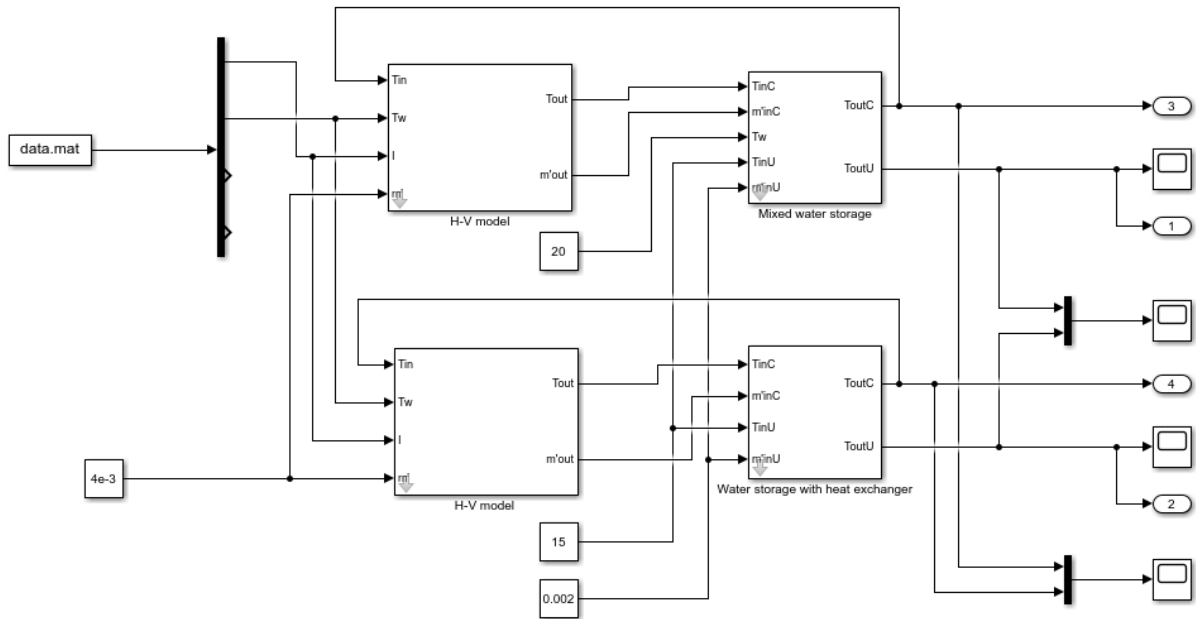 data.mat
Tin
Tw
I
m'
Tout
m'out
H-V model
TinC
m'inC
Tw
TinU
m'inU
ToutC
ToutU
Mixed water storage
3
1
20
Tin
Tw
I
m'
Tout
m'out
H-V model
TinC
m'inC
TinU
m'inU
ToutC
ToutU
Water storage with heat exchanger
4
2
4e-3
15
0.002